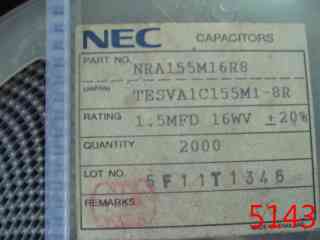 NEC CAPACITORS
PART NO. NRA155M16R8
JAPAN TESVA1C155M1-8R
RATING 1.5MFD 16WV ±20%
QUANTITY 2000
LOT NO. 5F11T1346
REMARKS
5143